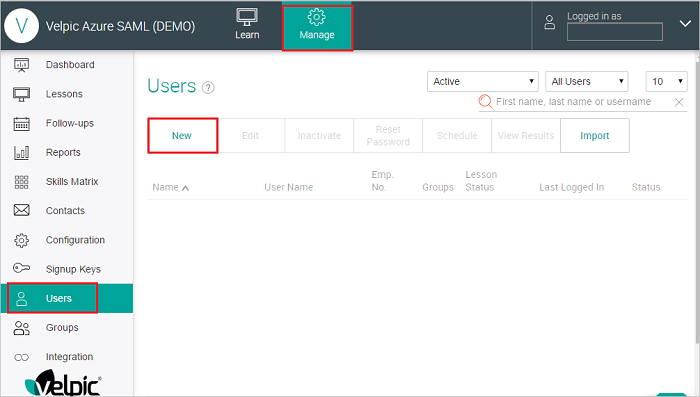 V Velpic Azure SAML (DEMO)
Learn
Manage
Logged in as
Dashboard
Lessons
Follow-ups
Reports
Skills Matrix
Contacts
Configuration
Signup Keys
Users
Groups
Integration
velpic®
Users ?
Active
All Users
10
First name, last name or username
New
Edit
Inactivate
Reset
Password
Schedule
View Results
Import
Name
User Name
Emp.
No.
Groups
Lesson
Status
Last Logged In
Status